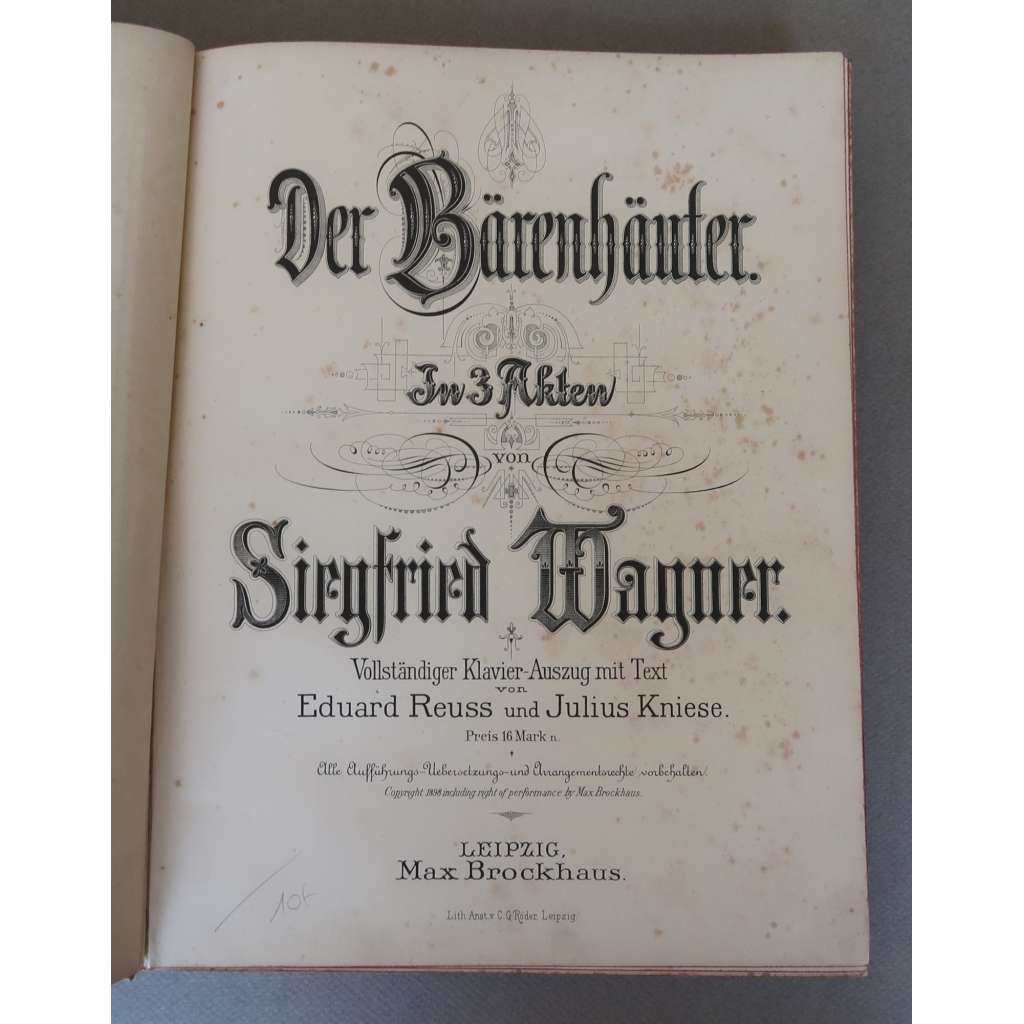 Der Bärenhäuter.
In 3 Akten
von
Siegfried Wagner.
Vollständiger Klavier-Auszug mit Text
von
Eduard Reuss und Julius Kniese.
Preis 16 Mark n.
Alle Aufführungs-Uebersetzungs-und Arrangementsrechte vorbehalten.
Copyright 1898 including right of performance by Max Brockhaus.
LEIPZIG,
Max Brockhaus.
Lith. Anst. v. C. G. Röder, Leipzig.